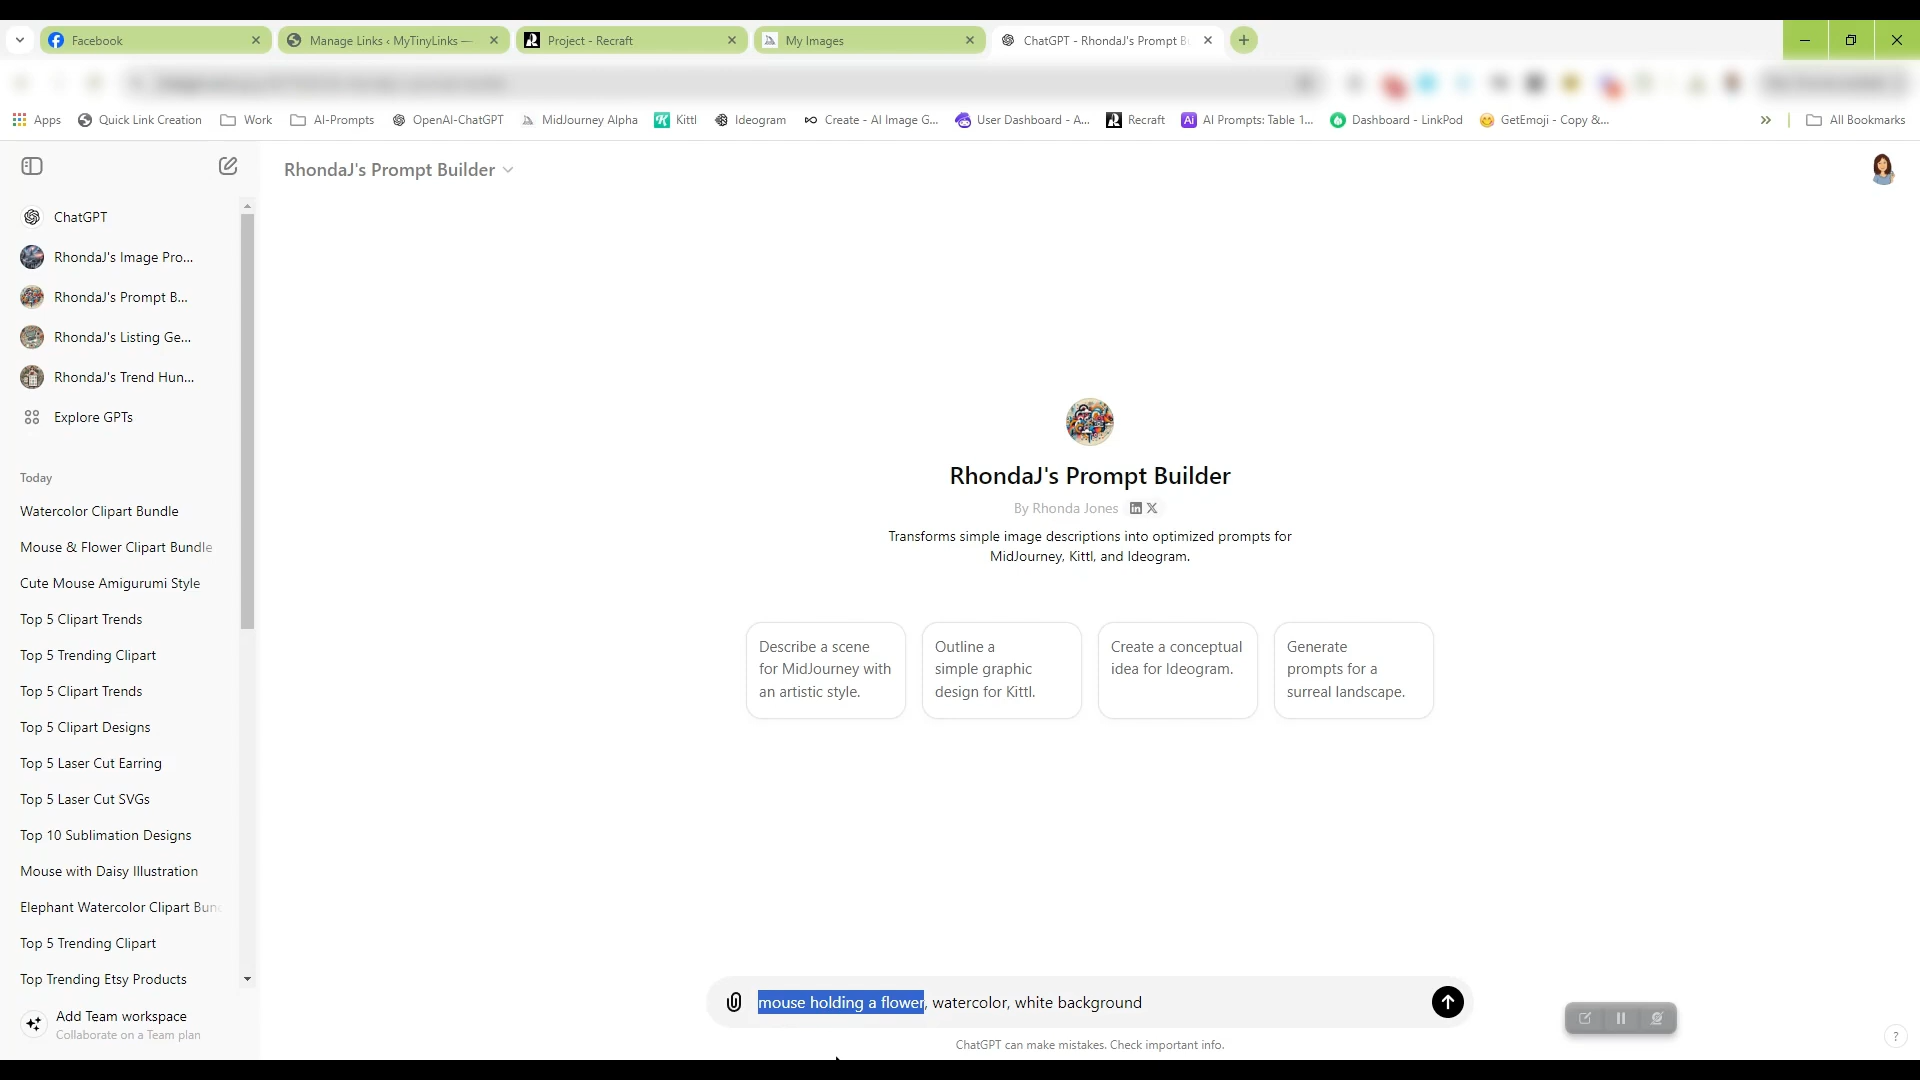 Facebook
Manage Links ‹ MyTinyLinks —
Project - Recraft
My Images
ChatGPT - RhondaJ's Prompt B
Apps
Quick Link Creation
Work
AI-Prompts
OpenAI-ChatGPT
MidJourney Alpha
Kittl
Ideogram
Create - AI Image G...
User Dashboard - A...
Recraft
AI Prompts: Table 1...
Dashboard - LinkPod
GetEmoji - Copy &...
All Bookmarks
RhondaJ's Prompt Builder
ChatGPT
RhondaJ's Image Pro...
RhondaJ's Prompt B...
RhondaJ's Listing Ge...
RhondaJ's Trend Hun...
Explore GPTs
Today
Watercolor Clipart Bundle
Mouse & Flower Clipart Bundle
Cute Mouse Amigurumi Style
Top 5 Clipart Trends
Top 5 Trending Clipart
Top 5 Clipart Trends
Top 5 Clipart Designs
Top 5 Laser Cut Earring
Top 5 Laser Cut SVGs
Top 10 Sublimation Designs
Mouse with Daisy Illustration
Elephant Watercolor Clipart Bun
Top 5 Trending Clipart
Top Trending Etsy Products
Add Team workspace
Collaborate on a Team plan
RhondaJ's Prompt Builder
By Rhonda Jones
Transforms simple image descriptions into optimized prompts for
MidJourney, Kittl, and Ideogram.
Describe a scene
for MidJourney with
an artistic style.
Outline a
simple graphic
design for Kittl.
Create a conceptual
idea for Ideogram.
Generate
prompts for a
surreal landscape.
mouse holding a flower, watercolor, white background
ChatGPT can make mistakes. Check important info.
?